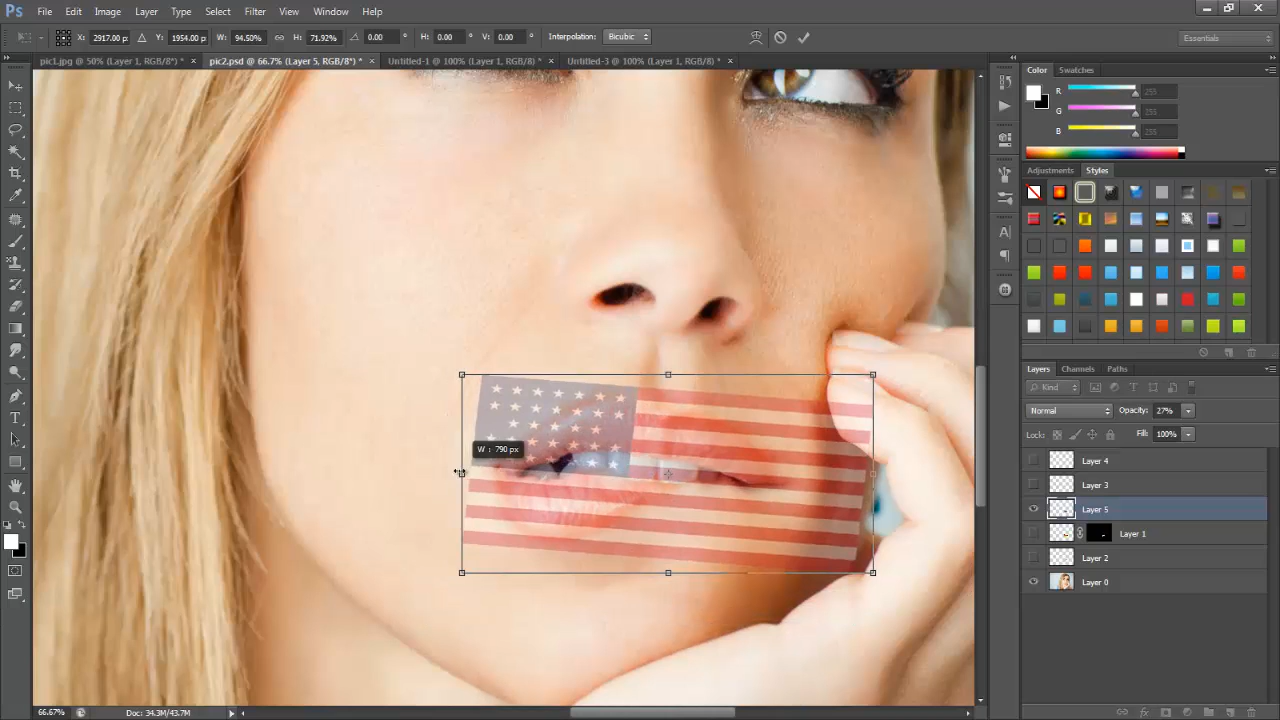 Ps File Edit Image Layer Type Select Filter View Window Help
X: 2917.00 p Y: 1954.00 p W: 94.50% H: 71.92% 0.00 ° H: 0.00 ° V: 0.00 ° Interpolation: Bicubic Essentials
pic1.jpg @ 50% (Layer 1, RGB/8*) * × pic2.psd @ 66.7% (Layer 5, RGB/8*) * × Untitled-1 @ 100% (Layer 1, RGB/8) * × Untitled-3 @ 100% (Layer 1, RGB/8) * ×
Color Swatches
R 255
G 255
B 255
Adjustments Styles
Layers Channels Paths
Kind
Normal Opacity: 27%
Lock: Fill: 100%
Layer 4
Layer 3
Layer 5
Layer 1
Layer 2
Layer 0
W : 790 px
66.67% Doc: 34.3M/43.7M